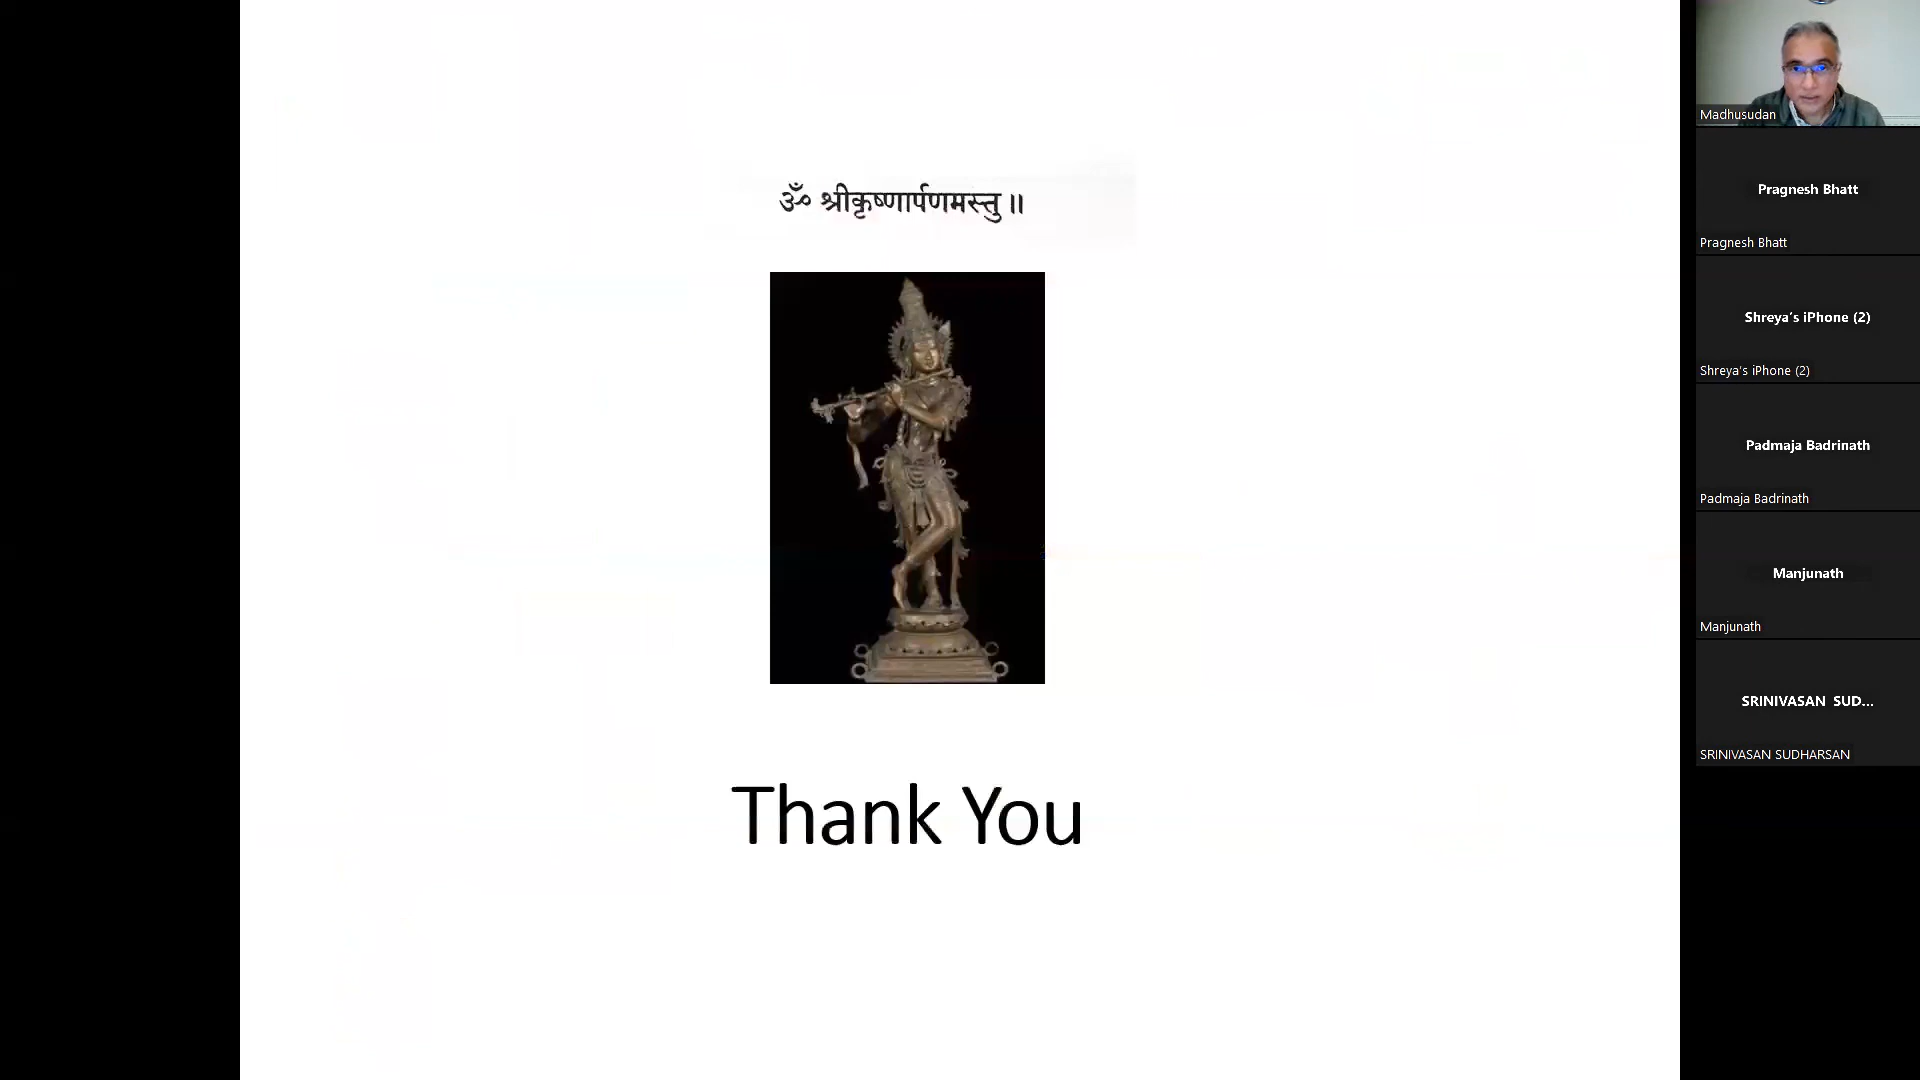 ॐ श्रीकृष्णार्पणमस्तु ॥
Thank You
Madhusudan
Pragnesh Bhatt
Pragnesh Bhatt
Shreya's iPhone (2)
Shreya's iPhone (2)
Padmaja Badrinath
Padmaja Badrinath
Manjunath
Manjunath
SRINIVASAN SUD...
SRINIVASAN SUDHARSAN